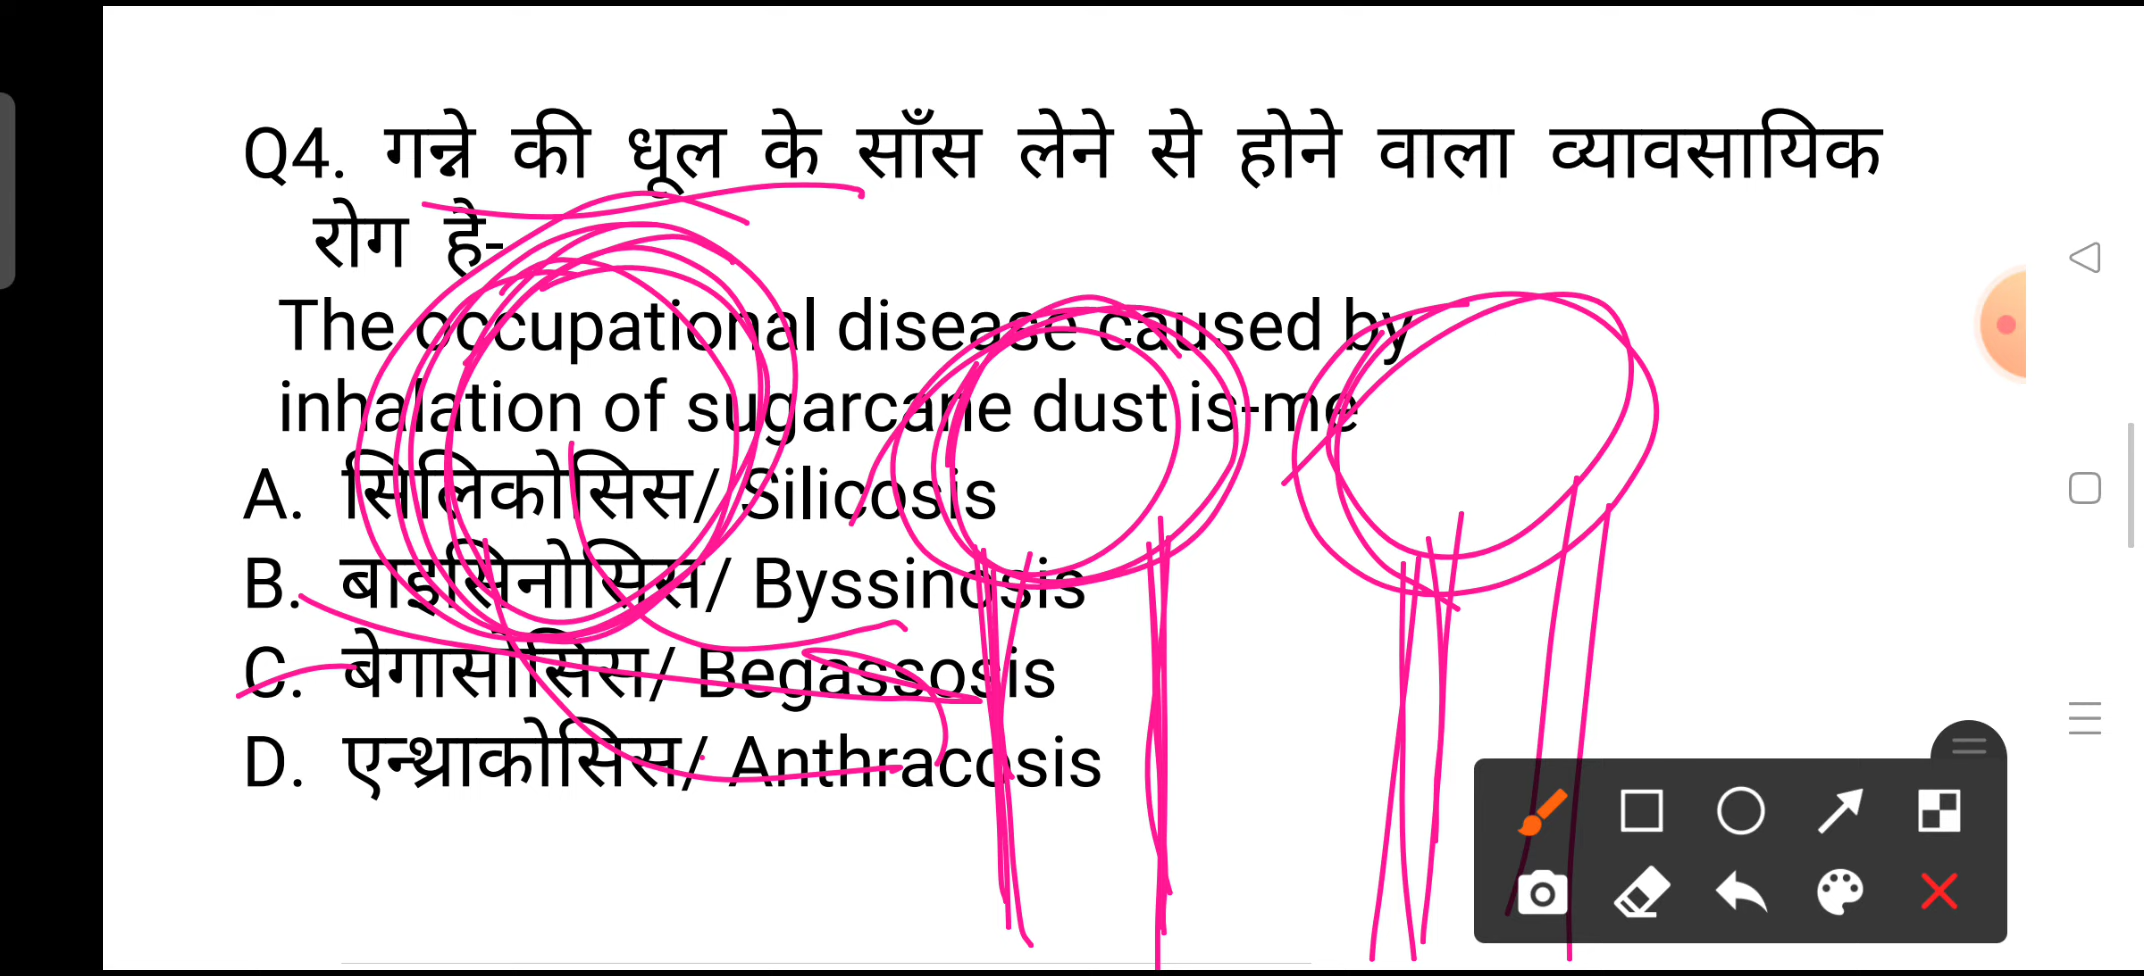 Q4. गन्ने की धूल के साँस लेने से होने वाला व्यावसायिक
रोग है-
The occupational disease caused by
inhalation of sugarcane dust is-me
A. सिलिकोसिस/ Silicosis
B. बाइसिनोसिस/ Byssinosis
C. बेगासोसिस/ Begassosis
D. एन्थ्राकोसिस/ Anthracosis